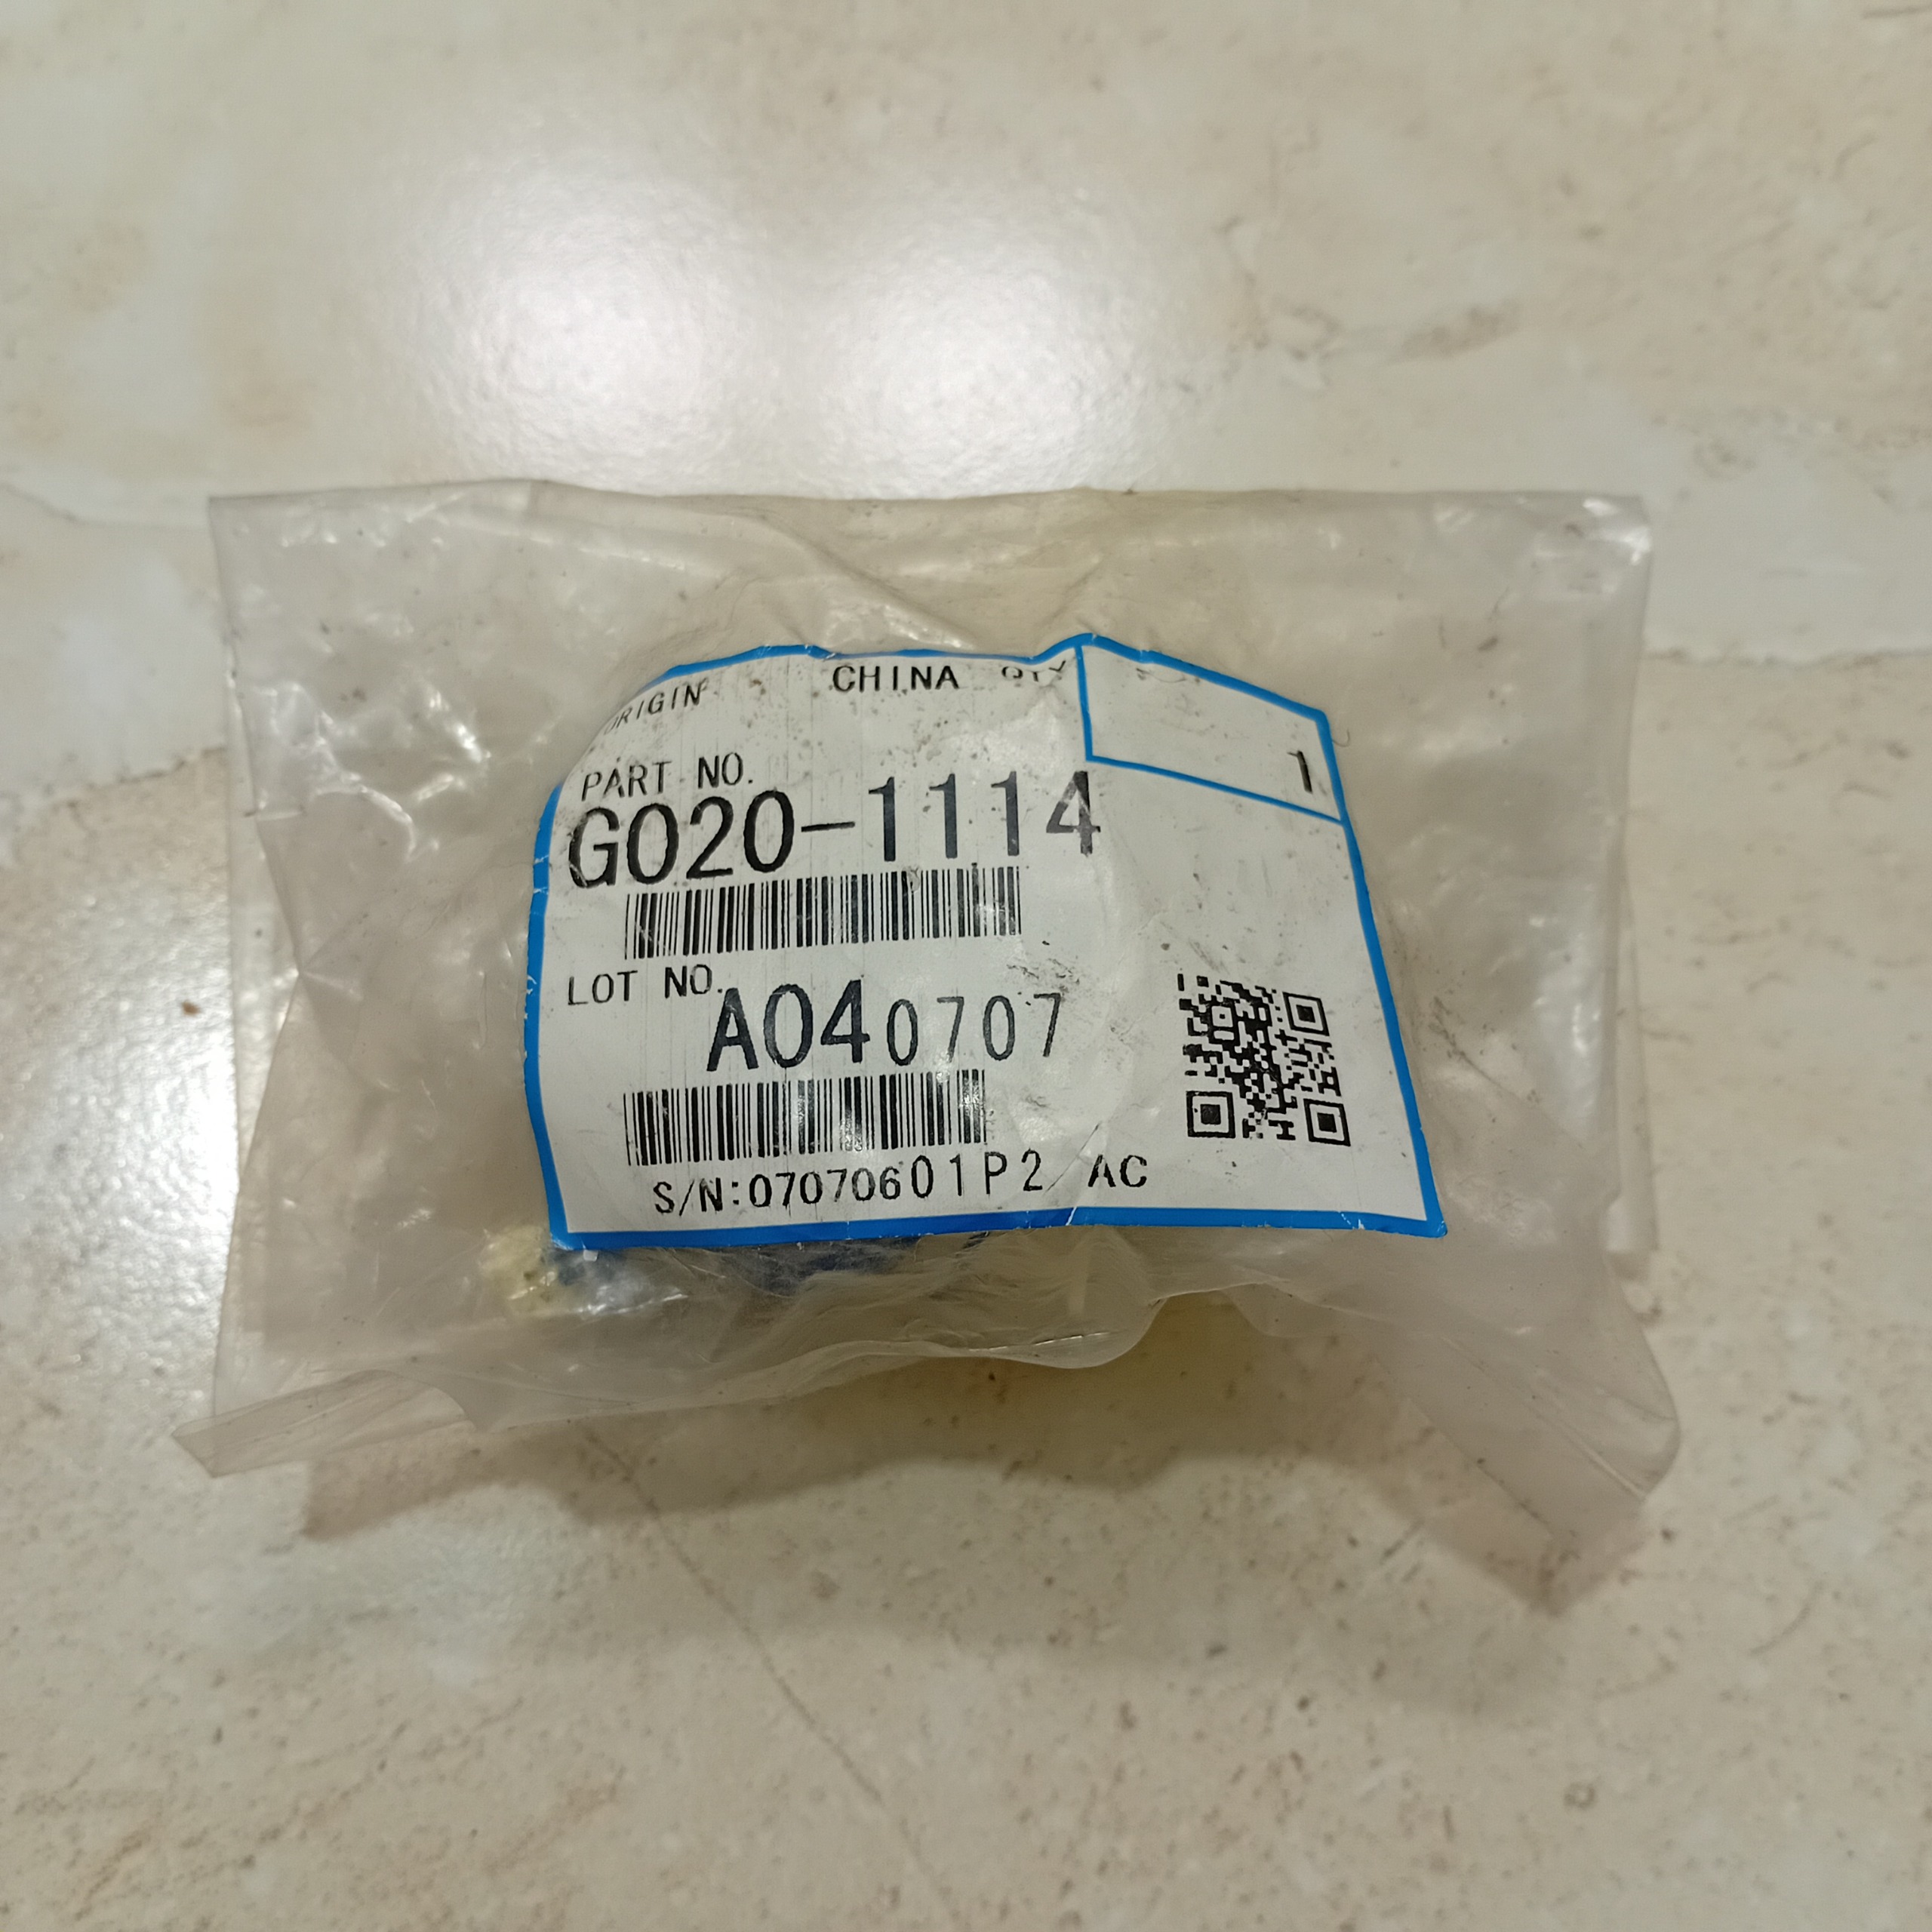 ORIGIN CHINA QTY
1
PART NO.
G020-1114
LOT NO.
A040707
S/N:07070601P2 AC